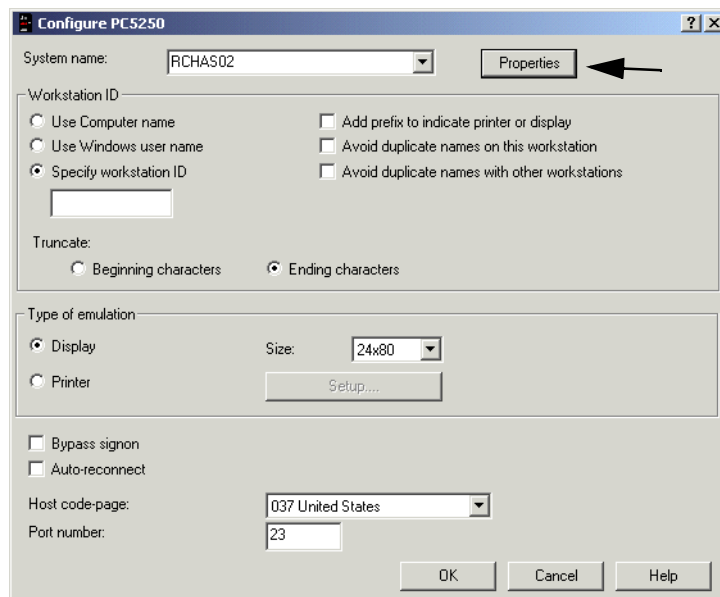 Configure PC5250
System name: RCHAS02 Properties
Workstation ID
Use Computer name Add prefix to indicate printer or display
Use Windows user name Avoid duplicate names on this workstation
Specify workstation ID Avoid duplicate names with other workstations
Truncate:
Beginning characters Ending characters
Type of emulation
Display Size: 24x80
Printer Setup....
Bypass signon
Auto-reconnect
Host code-page: 037 United States
Port number: 23
OK Cancel Help